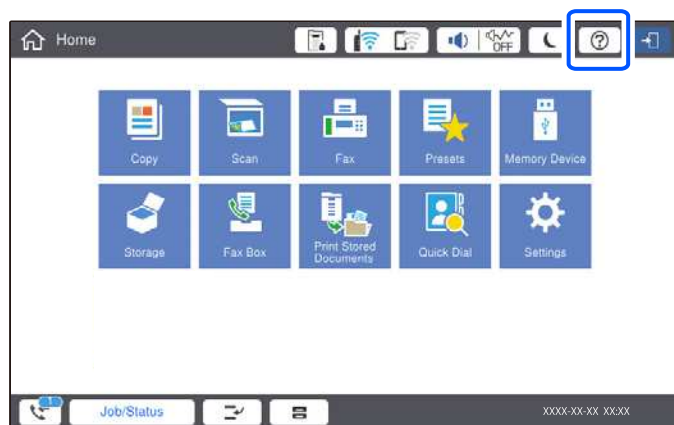 Home
OFF
?
Copy
Scan
Fax
Presets
Memory Device
Storage
Fax Box
Print Stored
Documents
Quick Dial
Settings
1
Job/Status
XXXX-XX-XX XX:XX